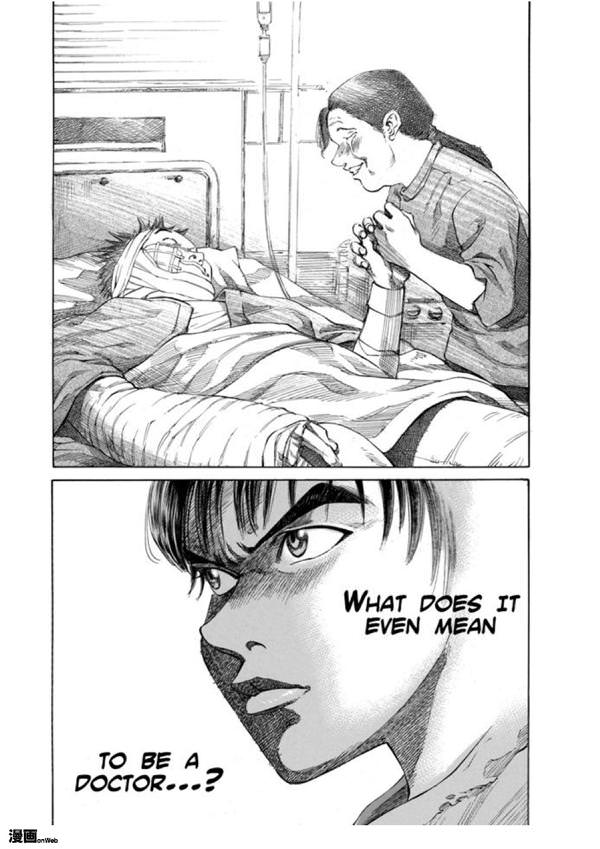 WHAT DOES IT
EVEN MEAN
TO BE A
DOCTOR...?
漫画onWeb